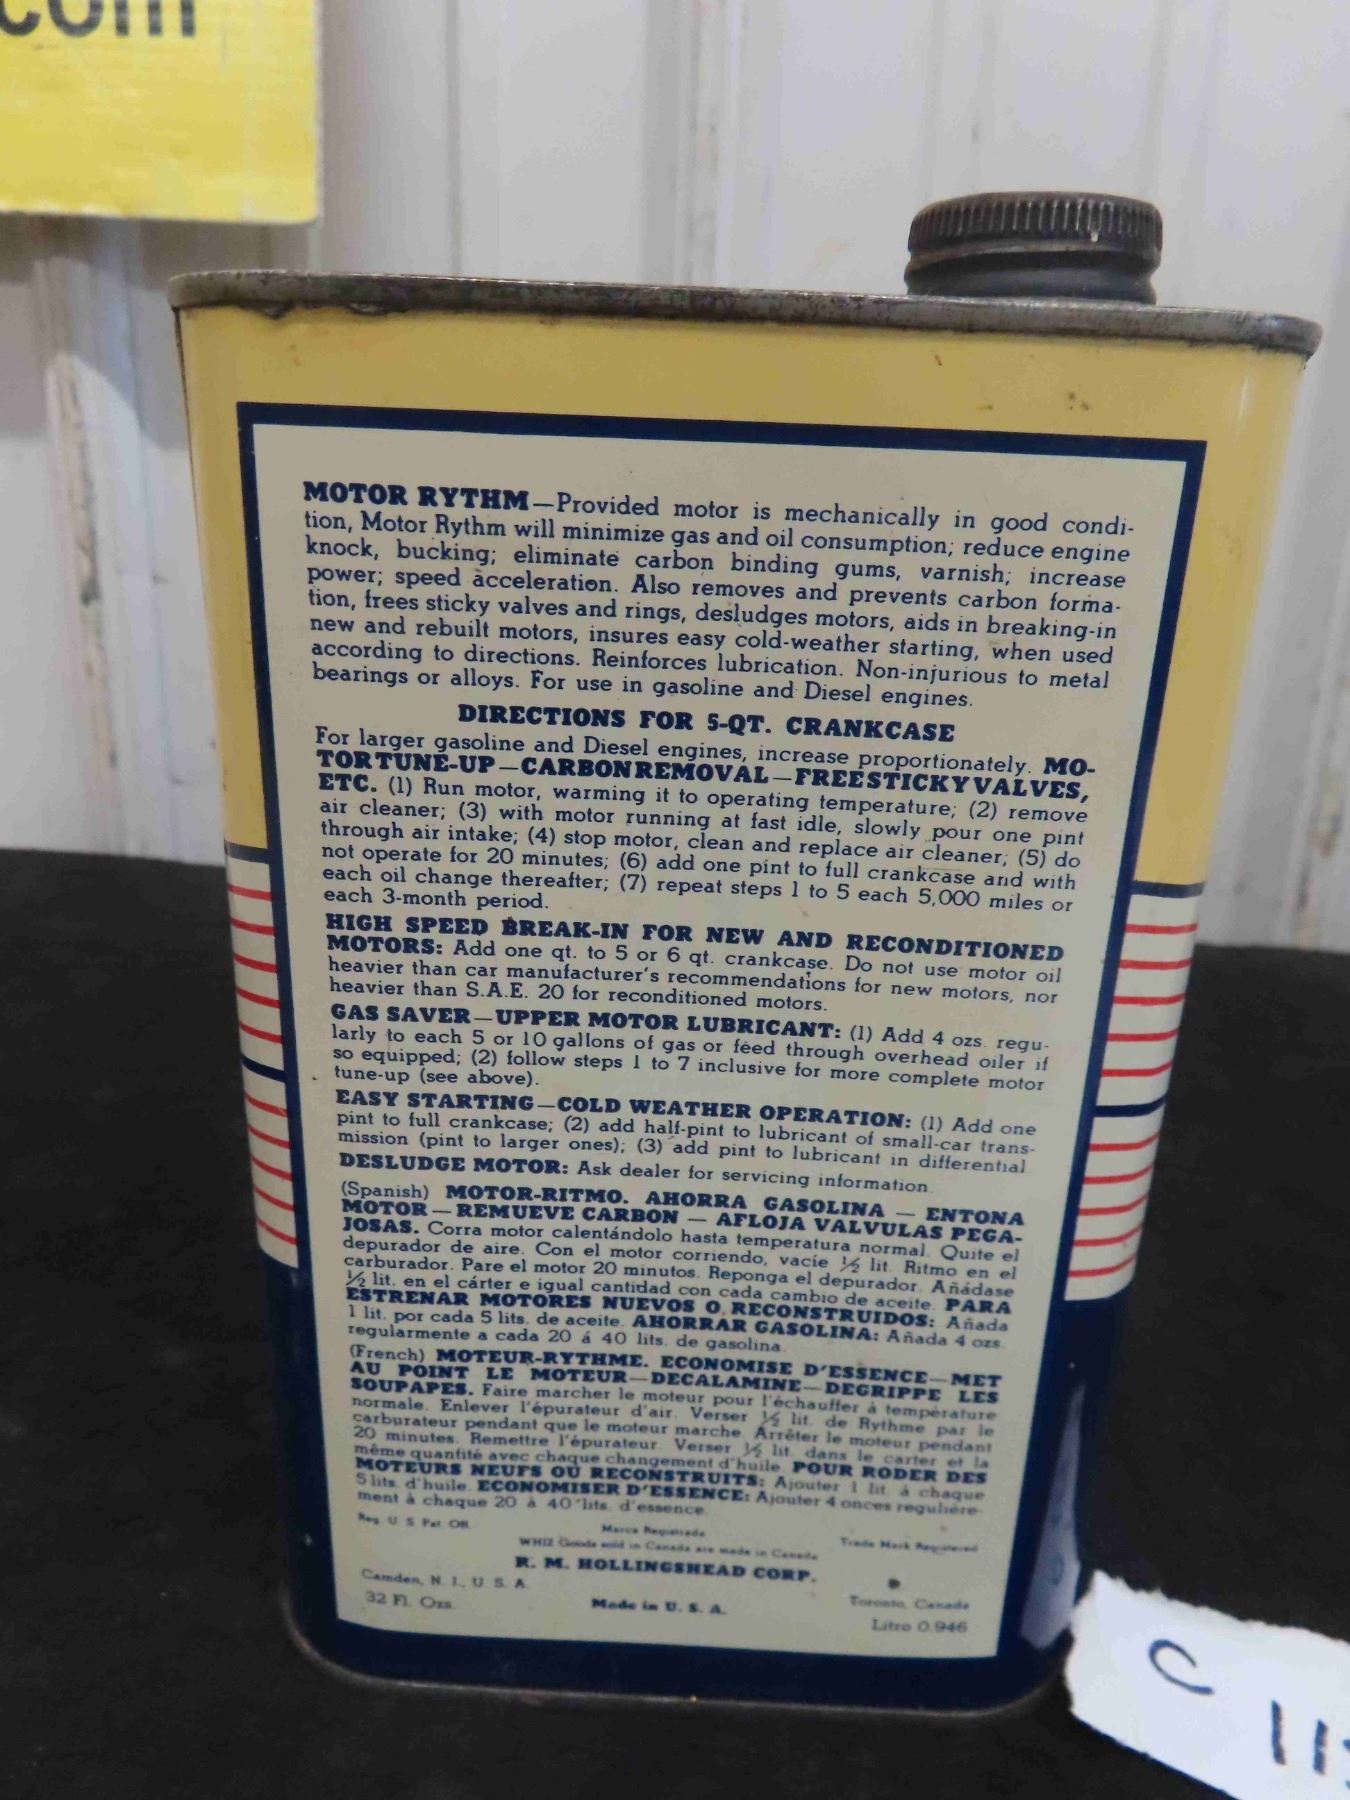 com
MOTOR RYTHM—Provided motor is mechanically in good condi-
tion, Motor Rythm will minimize gas and oil consumption; reduce engine
knock, bucking; eliminate carbon binding gums, varnish; increase
power; speed acceleration. Also removes and prevents carbon forma-
tion, frees sticky valves and rings, desludges motors, aids in breaking-in
new and rebuilt motors, insures easy cold-weather starting, when used
according to directions. Reinforces lubrication. Non-injurious to metal
bearings or alloys. For use in gasoline and Diesel engines.
DIRECTIONS FOR 5-QT. CRANKCASE
For larger gasoline and Diesel engines, increase proportionately. MO-
TOR TUNE-UP—CARBON REMOVAL—FREE STICKY VALVES,
ETC. (1) Run motor, warming it to operating temperature; (2) remove
air cleaner; (3) with motor running at fast idle, slowly pour one pint
through air intake; (4) stop motor, clean and replace air cleaner; (5) do
not operate for 20 minutes; (6) add one pint to full crankcase and with
each oil change thereafter; (7) repeat steps 1 to 5 each 5,000 miles or
each 3-month period.
HIGH SPEED BREAK-IN FOR NEW AND RECONDITIONED
MOTORS: Add one qt. to 5 or 6 qt. crankcase. Do not use motor oil
heavier than car manufacturer's recommendations for new motors, nor
heavier than S.A.E. 20 for reconditioned motors.
GAS SAVER—UPPER MOTOR LUBRICANT: (1) Add 4 ozs. regu-
larly to each 5 or 10 gallons of gas or feed through overhead oiler if
so equipped; (2) follow steps 1 to 7 inclusive for more complete motor
tune-up (see above).
EASY STARTING—COLD WEATHER OPERATION: (1) Add one
pint to full crankcase; (2) add half-pint to lubricant of small-car trans-
mission (pint to larger ones); (3) add pint to lubricant in differential.
DESLUDGE MOTOR: Ask dealer for servicing information.
(Spanish) MOTOR-RITMO. AHORRA GASOLINA — ENTONA
MOTOR — REMUEVE CARBON — AFLOJA VALVULAS PEGA-
JOSAS. Corra motor calentándolo hasta temperatura normal. Quite el
depurador de aire. Con el motor corriendo, vacíe ½ lit. Ritmo en el
carburador. Pare el motor 20 minutos. Reponga el depurador. Añádase
½ lit. en el cárter e igual cantidad con cada cambio de aceite. PARA
ESTRENAR MOTORES NUEVOS O RECONSTRUIDOS: Añada
1 lit. por cada 5 lits. de aceite. AHORRAR GASOLINA: Añada 4 ozs.
regularmente a cada 20 á 40 lits. de gasolina.
(French) MOTEUR-RYTHME. ECONOMISE D'ESSENCE—MET
AU POINT LE MOTEUR—DECALAMINE—DEGRIPPE LES
SOUPAPES. Faire marcher le moteur pour l'échauffer à température
normale. Enlever l'épurateur d'air. Verser ½ lit. de Rythme par le
carburateur pendant que le moteur marche. Arrêter le moteur pendant
20 minutes. Remettre l'épurateur. Verser ½ lit. dans le carter et la
même quantité avec chaque changement d'huile. POUR RODER DES
MOTEURS NEUFS OU RECONSTRUITS: Ajouter 1 lit. à chaque
5 lits. d'huile. ECONOMISER D'ESSENCE: Ajouter 4 onces regulière-
ment à chaque 20 à 40 lits. d'essence.
Reg. U. S. Pat. Off. Marca Registrada Trade Mark Registered
WHIZ Goods sold in Canada are made in Canada
R. M. HOLLINGSHEAD CORP.
Camden, N. J., U. S. A. Toronto, Canada
32 Fl. Ozs. Made in U. S. A. Litro 0.946
C
11